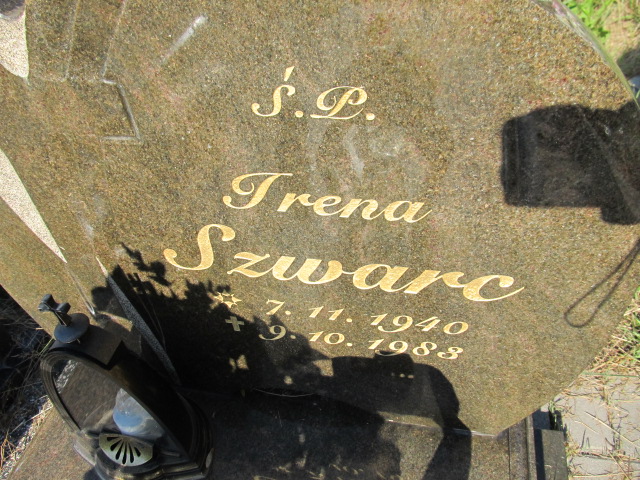 Ś.P.
Irena
Szwarc
7. 11. 1940
9. 10. 1983